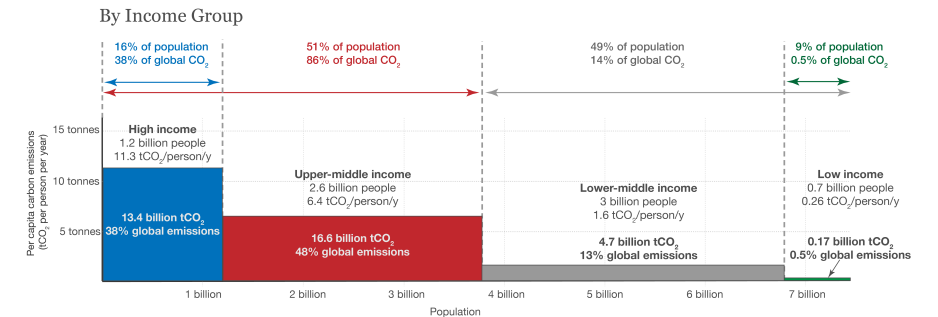 By Income Group
16% of population
38% of global CO₂
51% of population
86% of global CO₂
49% of population
14% of global CO₂
9% of population
0.5% of global CO₂
Per capita carbon emissions
(tCO₂ per person per year)
15 tonnes
10 tonnes
5 tonnes
High income
1.2 billion people
11.3 tCO₂/person/y
13.4 billion tCO₂
38% global emissions
Upper-middle income
2.6 billion people
6.4 tCO₂/person/y
16.6 billion tCO₂
48% global emissions
Lower-middle income
3 billion people
1.6 tCO₂/person/y
4.7 billion tCO₂
13% global emissions
Low income
0.7 billion people
0.26 tCO₂/person/y
0.17 billion tCO₂
0.5% global emissions
1 billion
2 billion
3 billion
4 billion
5 billion
6 billion
7 billion
Population